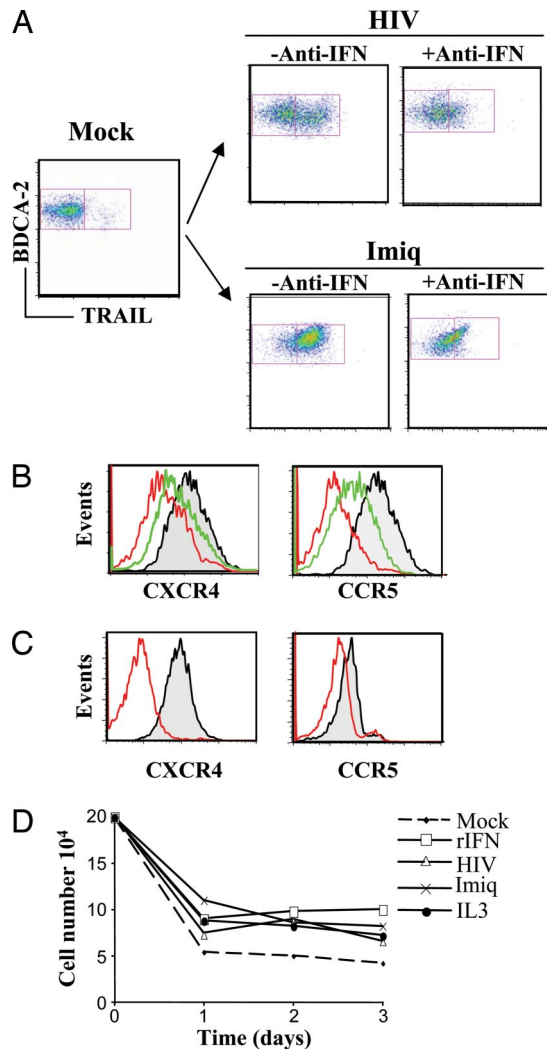 A
HIV
-Anti-IFN +Anti-IFN
Mock
BDCA-2
TRAIL
Imiq
-Anti-IFN +Anti-IFN
B
Events
CXCR4 CCR5
C
Events
CXCR4 CCR5
D
Cell number 10⁴
20
15
10
5
0
0 1 2 3
Time (days)
Mock
rIFN
HIV
Imiq
IL3